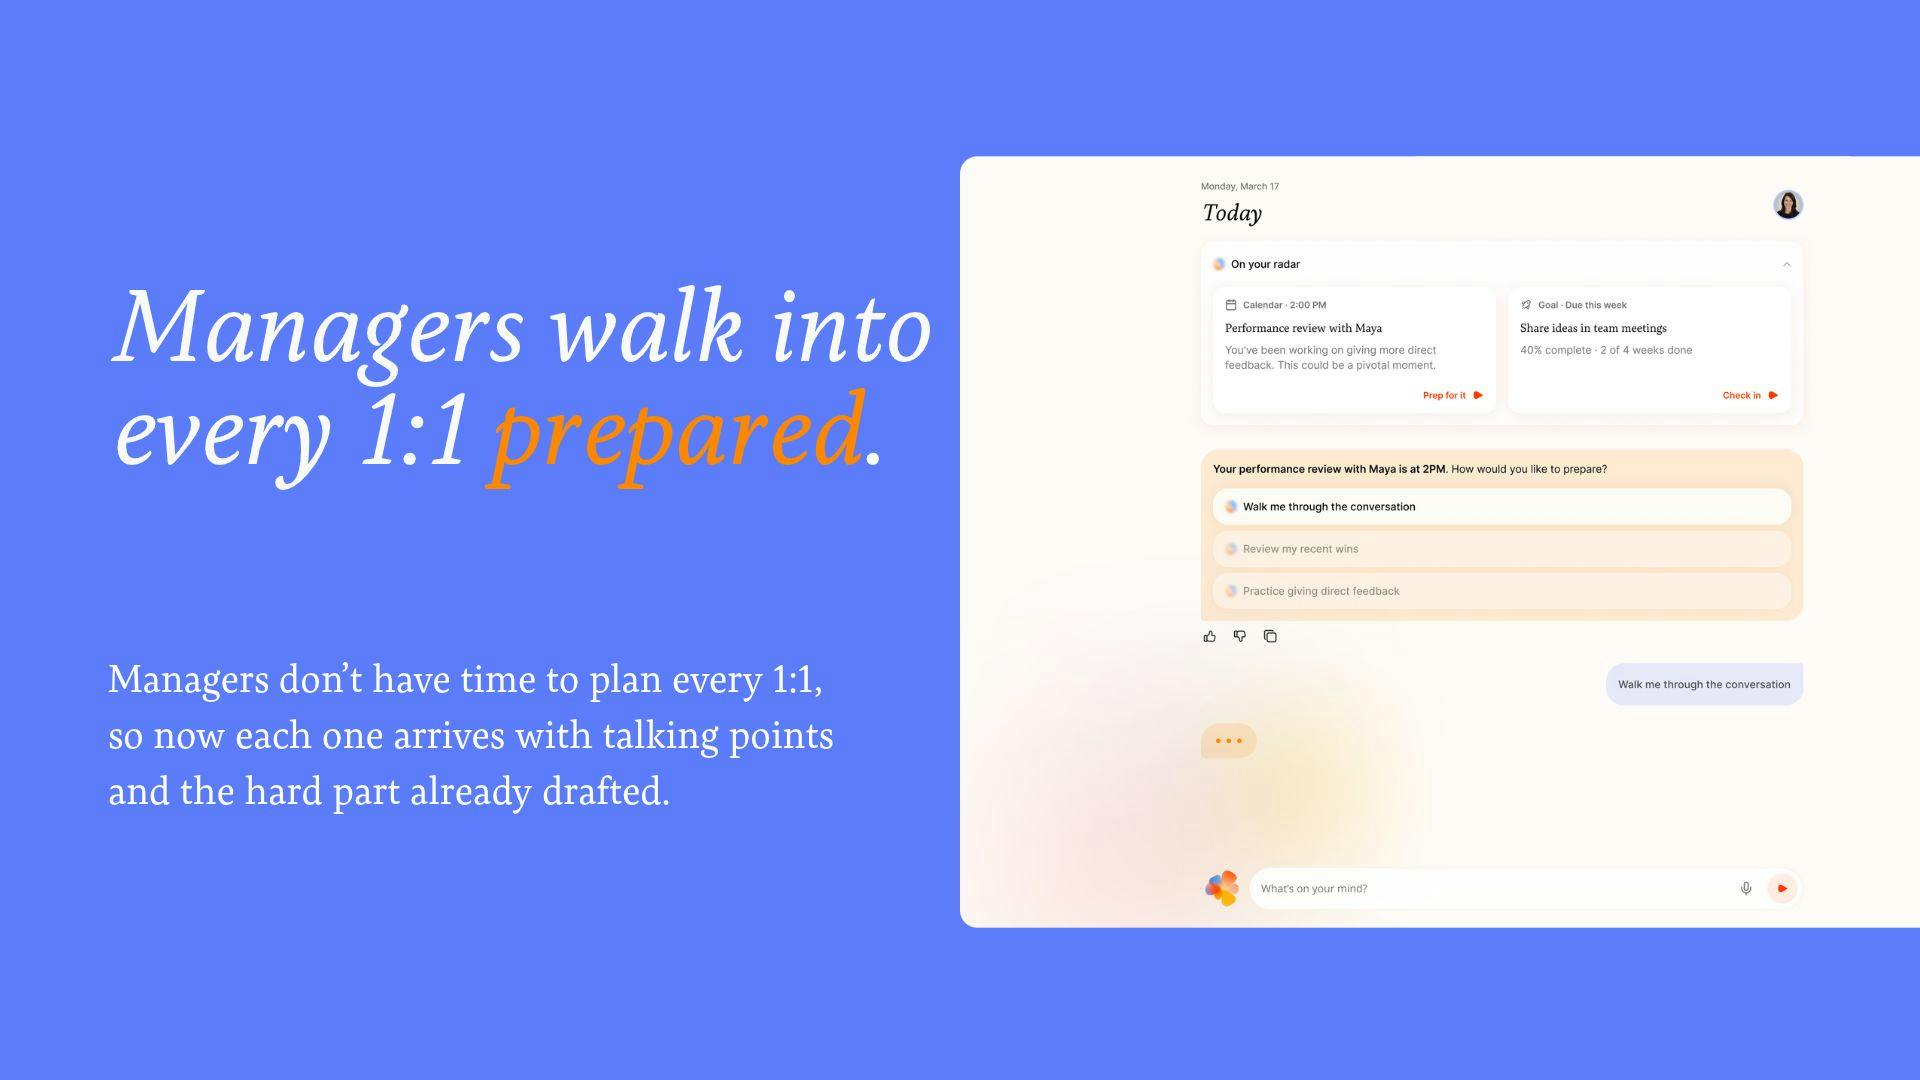 Managers walk into
every 1:1 prepared.
Managers don’t have time to plan every 1:1,
so now each one arrives with talking points
and the hard part already drafted.
Monday, March 17
Today
On your radar
Calendar · 2:00 PM
Performance review with Maya
You've been working on giving more direct
feedback. This could be a pivotal moment.
Prep for it
Goal · Due this week
Share ideas in team meetings
40% complete · 2 of 4 weeks done
Check in
Your performance review with Maya is at 2PM. How would you like to prepare?
Walk me through the conversation
Review my recent wins
Practice giving direct feedback
Walk me through the conversation
What's on your mind?